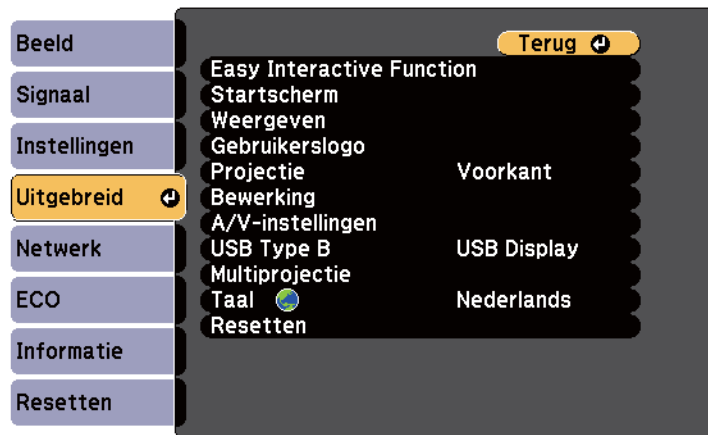 Beeld
Signaal
Instellingen
Uitgebreid
Netwerk
ECO
Informatie
Resetten
Terug
Easy Interactive Function
Startscherm
Weergeven
Gebruikerslogo
Projectie Voorkant
Bewerking
A/V-instellingen
USB Type B USB Display
Multiprojectie
Taal Nederlands
Resetten